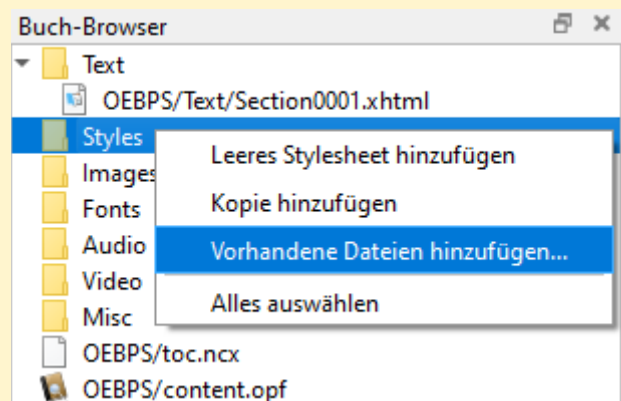 Buch-Browser
Text
OEBPS/Text/Section0001.xhtml
Styles
Leeres Stylesheet hinzufügen
Images
Kopie hinzufügen
Fonts
Audio
Vorhandene Dateien hinzufügen...
Video
Alles auswählen
Misc
OEBPS/toc.ncx
OEBPS/content.opf